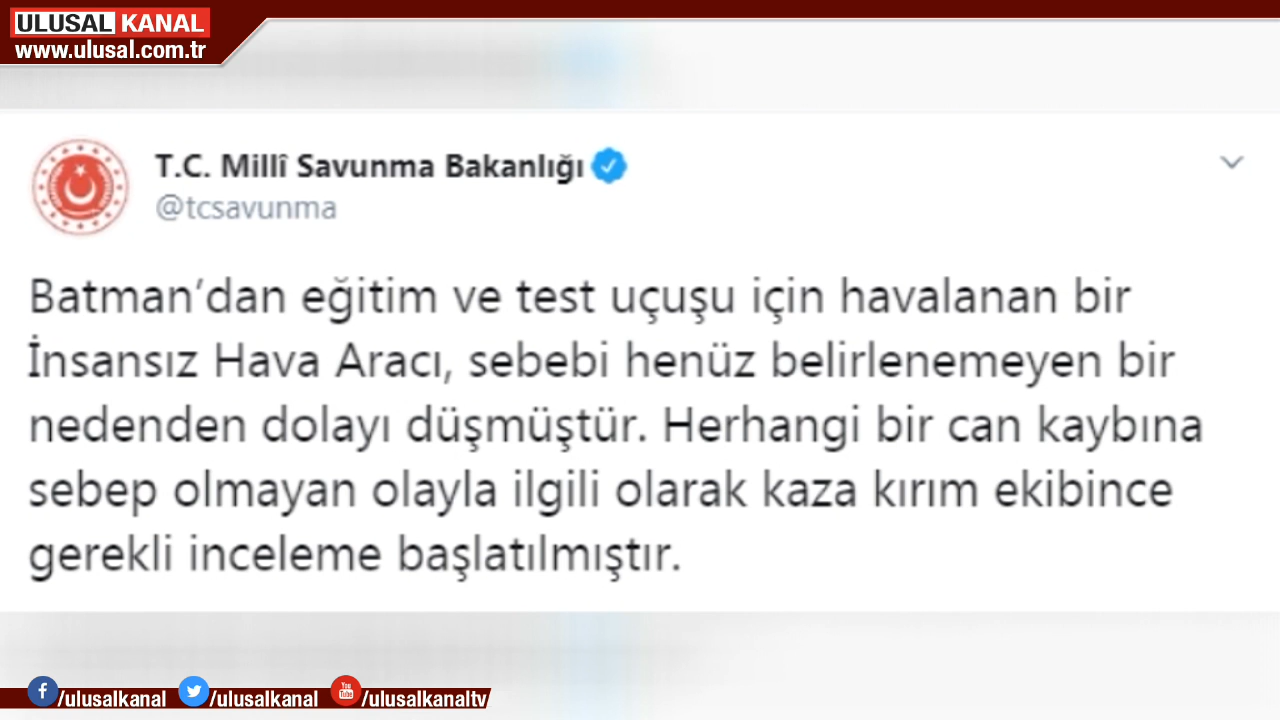 ULUSAL KANAL
www.ulusal.com.tr
T.C. Millî Savunma Bakanlığı
@tcsavunma
Batman’dan eğitim ve test uçuşu için havalanan bir
İnsansız Hava Aracı, sebebi henüz belirlenemeyen bir
nedenden dolayı düşmüştür. Herhangi bir can kaybına
sebep olmayan olayla ilgili olarak kaza kırım ekibince
gerekli inceleme başlatılmıştır.
/ulusalkanal /ulusalkanal You Tube /ulusalkanaltv